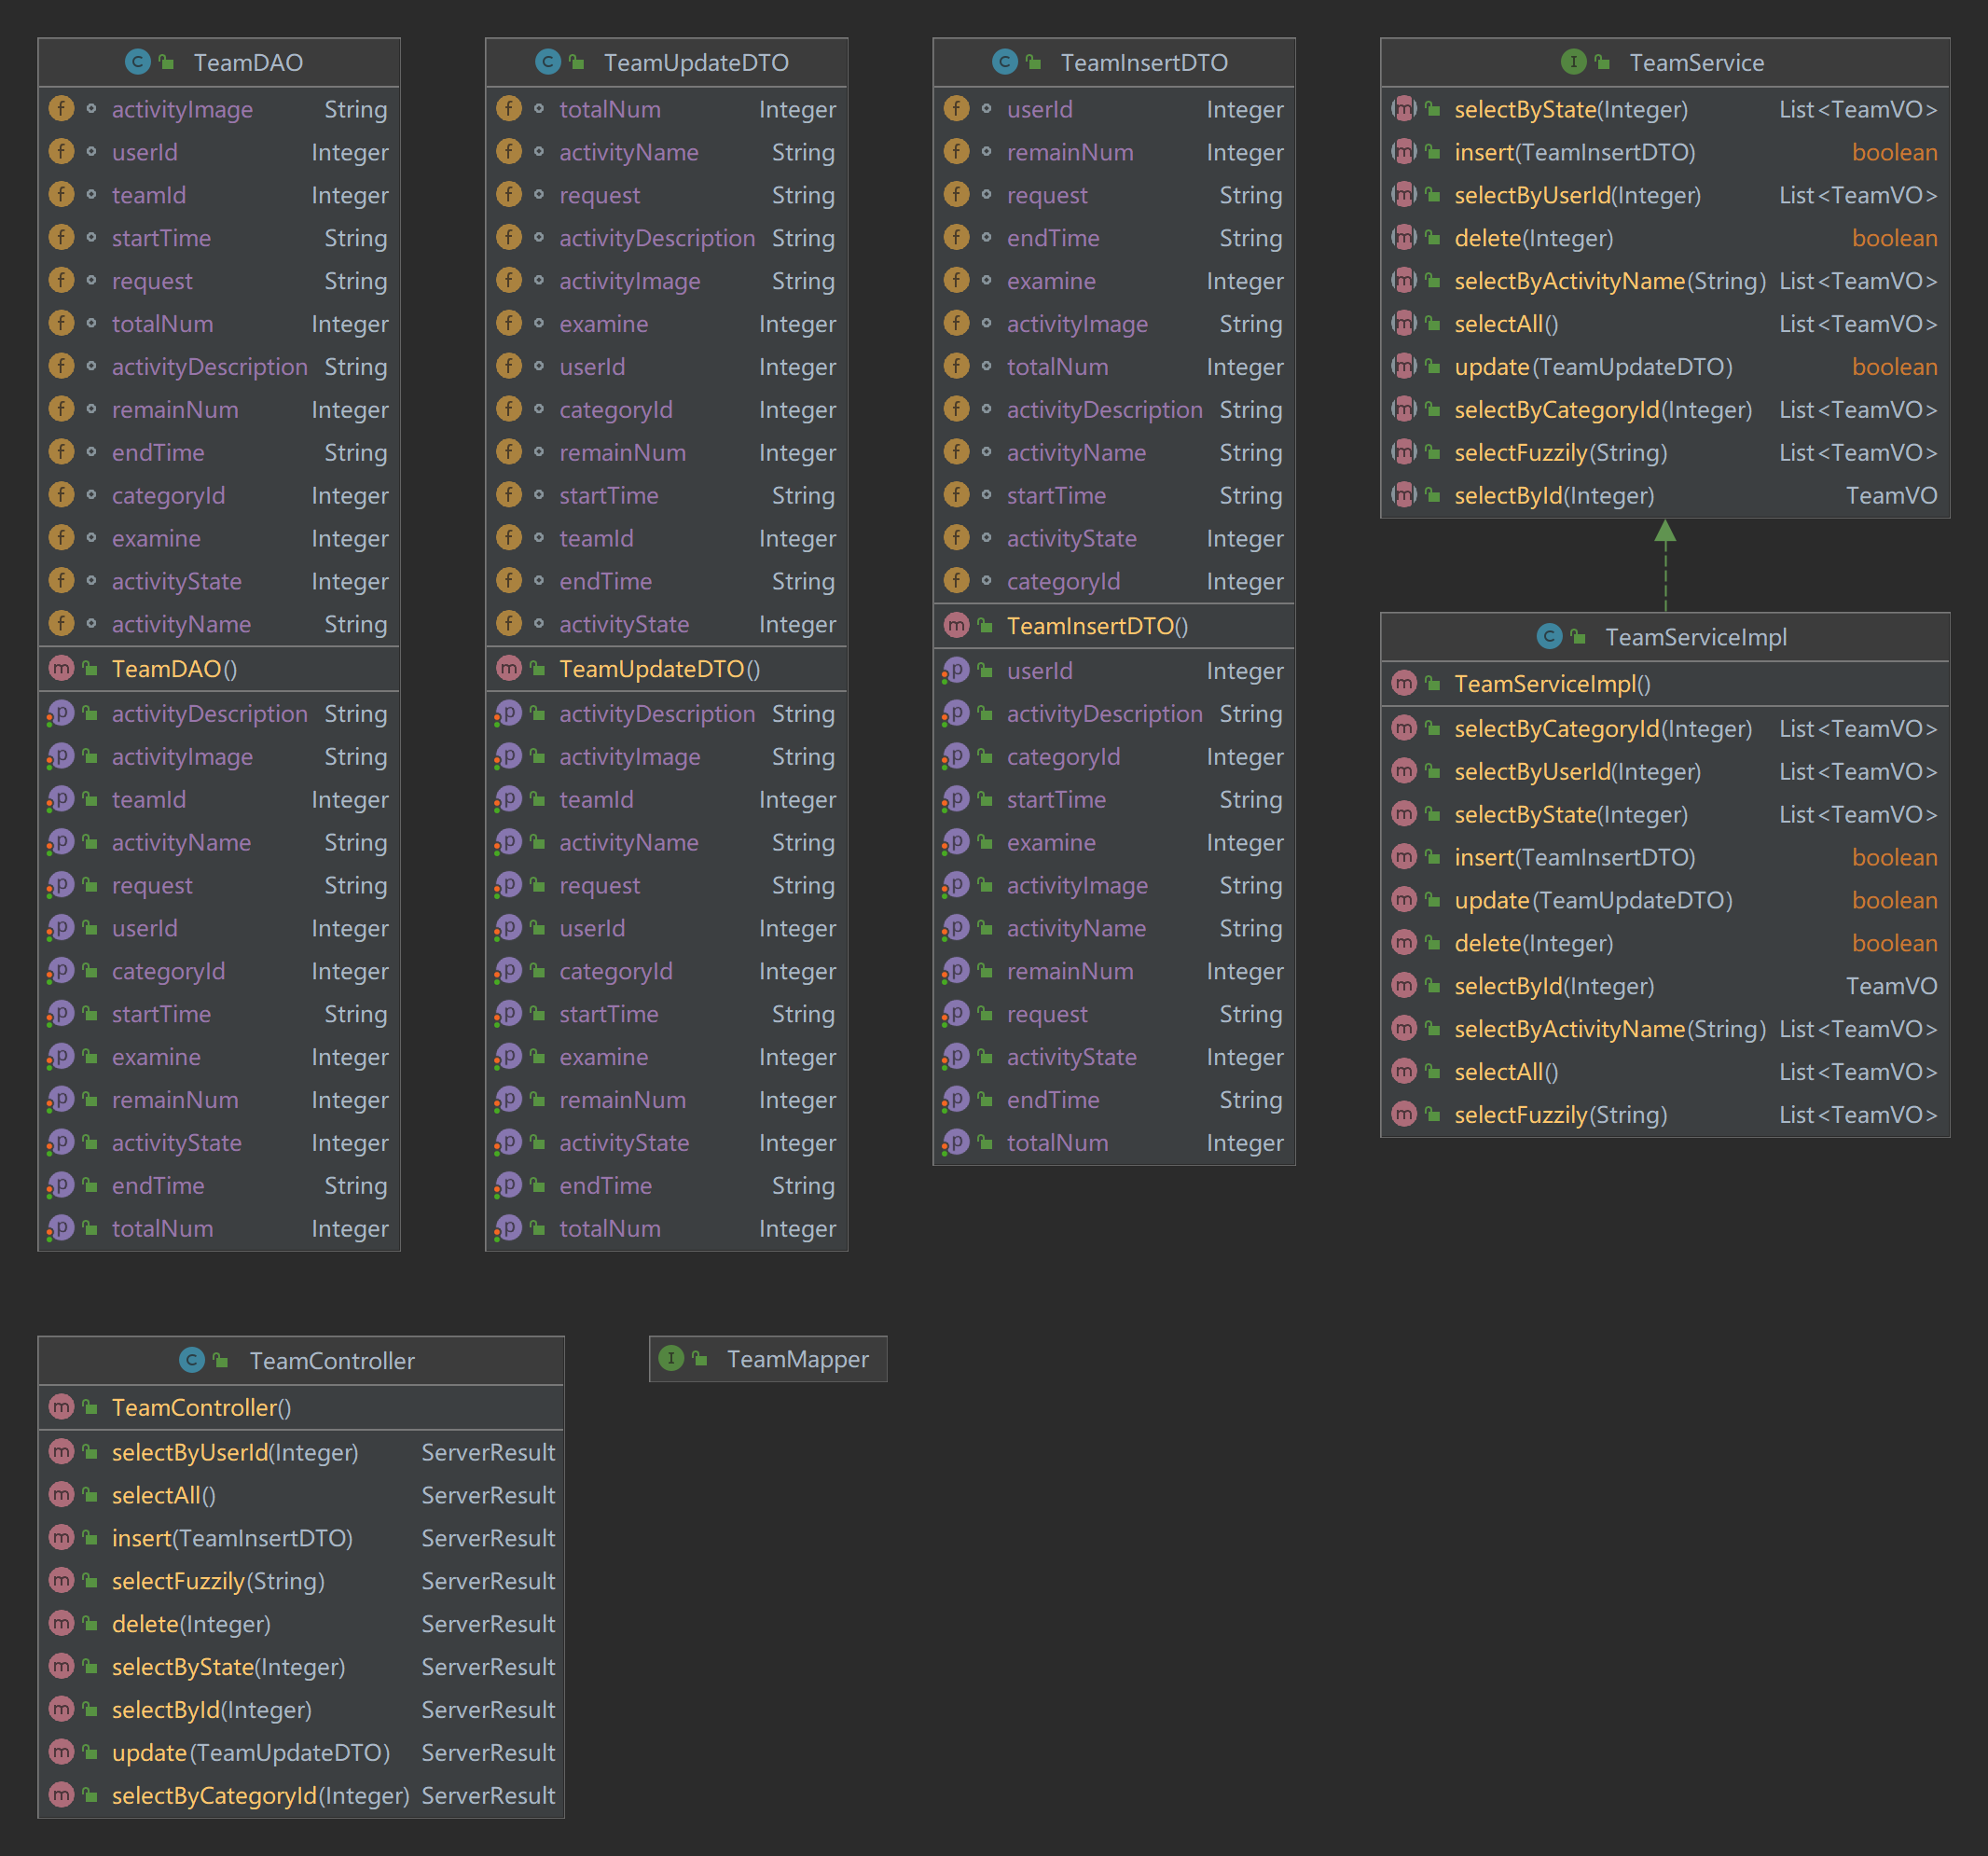 TeamDAO
activityImage String
userId Integer
teamId Integer
startTime String
request String
totalNum Integer
activityDescription String
remainNum Integer
endTime String
categoryId Integer
examine Integer
activityState Integer
activityName String
TeamDAO()
activityDescription String
activityImage String
teamId Integer
activityName String
request String
userId Integer
categoryId Integer
startTime String
examine Integer
remainNum Integer
activityState Integer
endTime String
totalNum Integer
TeamUpdateDTO
totalNum Integer
activityName String
request String
activityDescription String
activityImage String
examine Integer
userId Integer
categoryId Integer
remainNum Integer
startTime String
teamId Integer
endTime String
activityState Integer
TeamUpdateDTO()
activityDescription String
activityImage String
teamId Integer
activityName String
request String
userId Integer
categoryId Integer
startTime String
examine Integer
remainNum Integer
activityState Integer
endTime String
totalNum Integer
TeamInsertDTO
userId Integer
remainNum Integer
request String
endTime String
examine Integer
activityImage String
totalNum Integer
activityDescription String
activityName String
startTime String
activityState Integer
categoryId Integer
TeamInsertDTO()
userId Integer
activityDescription String
categoryId Integer
startTime String
examine Integer
activityImage String
activityName String
remainNum Integer
request String
activityState Integer
endTime String
totalNum Integer
TeamService
selectByState(Integer) List<TeamVO>
insert(TeamInsertDTO) boolean
selectByUserId(Integer) List<TeamVO>
delete(Integer) boolean
selectByActivityName(String) List<TeamVO>
selectAll() List<TeamVO>
update(TeamUpdateDTO) boolean
selectByCategoryId(Integer) List<TeamVO>
selectFuzzily(String) List<TeamVO>
selectById(Integer) TeamVO
TeamServiceImpl
TeamServiceImpl()
selectByCategoryId(Integer) List<TeamVO>
selectByUserId(Integer) List<TeamVO>
selectByState(Integer) List<TeamVO>
insert(TeamInsertDTO) boolean
update(TeamUpdateDTO) boolean
delete(Integer) boolean
selectById(Integer) TeamVO
selectByActivityName(String) List<TeamVO>
selectAll() List<TeamVO>
selectFuzzily(String) List<TeamVO>
TeamController
TeamController()
selectByUserId(Integer) ServerResult
selectAll() ServerResult
insert(TeamInsertDTO) ServerResult
selectFuzzily(String) ServerResult
delete(Integer) ServerResult
selectByState(Integer) ServerResult
selectById(Integer) ServerResult
update(TeamUpdateDTO) ServerResult
selectByCategoryId(Integer) ServerResult
TeamMapper